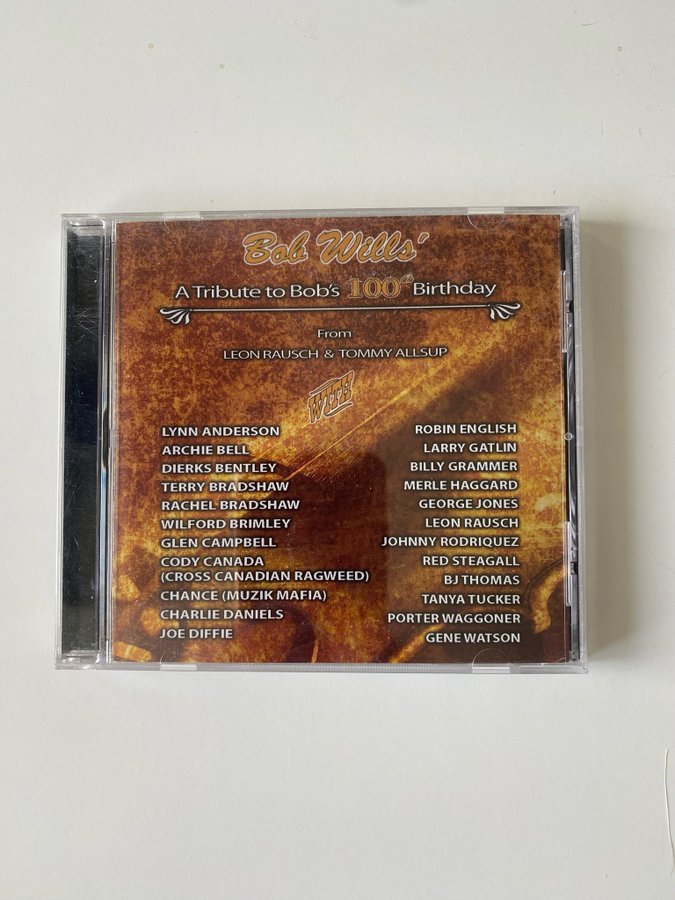 Bob Wills'
A Tribute to Bob's 100th Birthday
From
LEON RAUSCH & TOMMY ALLSUP
WITH
LYNN ANDERSON
ARCHIE BELL
DIERKS BENTLEY
TERRY BRADSHAW
RACHEL BRADSHAW
WILFORD BRIMLEY
GLEN CAMPBELL
CODY CANADA
(CROSS CANADIAN RAGWEED)
CHANCE (MUZIK MAFIA)
CHARLIE DANIELS
JOE DIFFIE
ROBIN ENGLISH
LARRY GATLIN
BILLY GRAMMER
MERLE HAGGARD
GEORGE JONES
LEON RAUSCH
JOHNNY RODRIQUEZ
RED STEAGALL
BJ THOMAS
TANYA TUCKER
PORTER WAGGONER
GENE WATSON